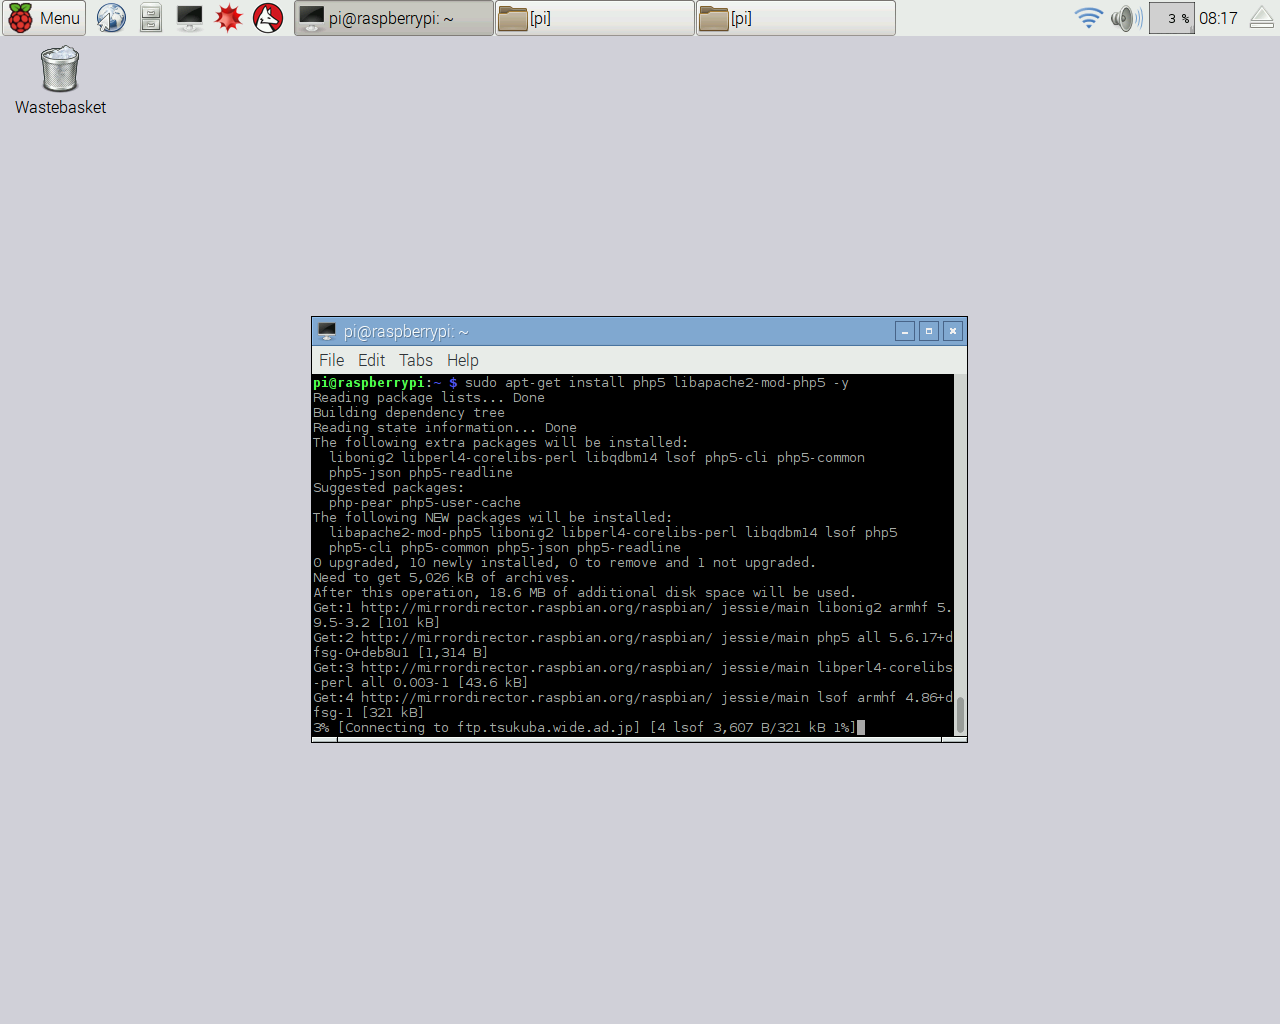 Menu
pi@raspberrypi: ~
[pi]
[pi]
3 %
08:17
Wastebasket
pi@raspberrypi: ~
File Edit Tabs Help
pi@raspberrypi:~ $ sudo apt-get install php5 libapache2-mod-php5 -y
Reading package lists... Done
Building dependency tree
Reading state information... Done
The following extra packages will be installed:
  libonig2 libperl4-corelibs-perl libqdbm14 lsof php5-cli php5-common
  php5-json php5-readline
Suggested packages:
  php-pear php5-user-cache
The following NEW packages will be installed:
  libapache2-mod-php5 libonig2 libperl4-corelibs-perl libqdbm14 lsof php5
  php5-cli php5-common php5-json php5-readline
0 upgraded, 10 newly installed, 0 to remove and 1 not upgraded.
Need to get 5,026 kB of archives.
After this operation, 18.6 MB of additional disk space will be used.
Get:1 http://mirrordirector.raspbian.org/raspbian/ jessie/main libonig2 armhf 5.
9.5-3.2 [101 kB]
Get:2 http://mirrordirector.raspbian.org/raspbian/ jessie/main php5 all 5.6.17+d
fsg-0+deb8u1 [1,314 B]
Get:3 http://mirrordirector.raspbian.org/raspbian/ jessie/main libperl4-corelibs
-perl all 0.003-1 [43.6 kB]
Get:4 http://mirrordirector.raspbian.org/raspbian/ jessie/main lsof armhf 4.86+d
fsg-1 [321 kB]
3% [Connecting to ftp.tsukuba.wide.ad.jp] [4 lsof 3,607 B/321 kB 1%]